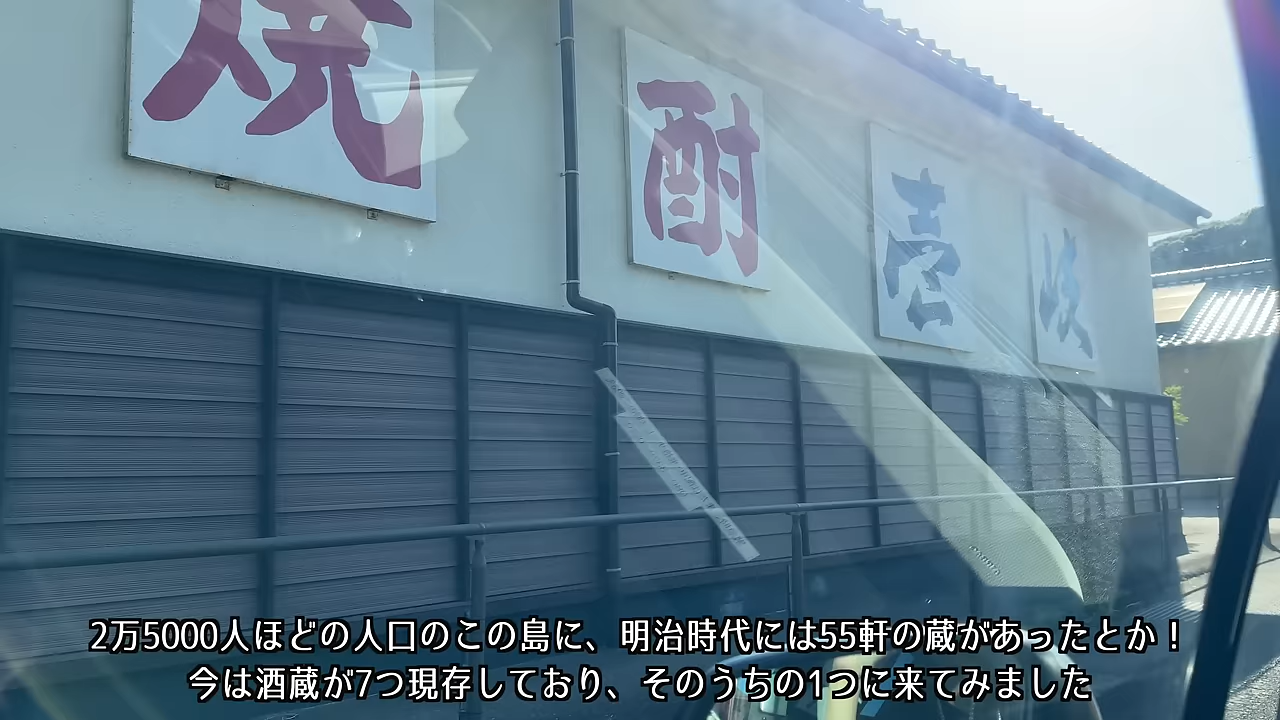 焼
酎
壱
岐
2万5000人ほどの人口のこの島に、明治時代には55軒の蔵があったとか！
今は酒蔵が7つ現存しており、そのうちの1つに来てみました